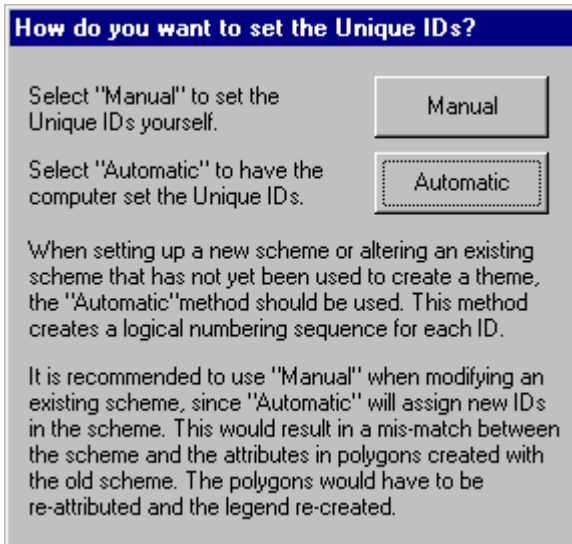 How do you want to set the Unique IDs?
Select "Manual" to set the
Unique IDs yourself.
Manual
Select "Automatic" to have the
computer set the Unique IDs.
Automatic
When setting up a new scheme or altering an existing
scheme that has not yet been used to create a theme,
the "Automatic"method should be used. This method
creates a logical numbering sequence for each ID.
It is recommended to use "Manual" when modifying an
existing scheme, since "Automatic" will assign new IDs
in the scheme. This would result in a mis-match between
the scheme and the attributes in polygons created with
the old scheme. The polygons would have to be
re-attributed and the legend re-created.